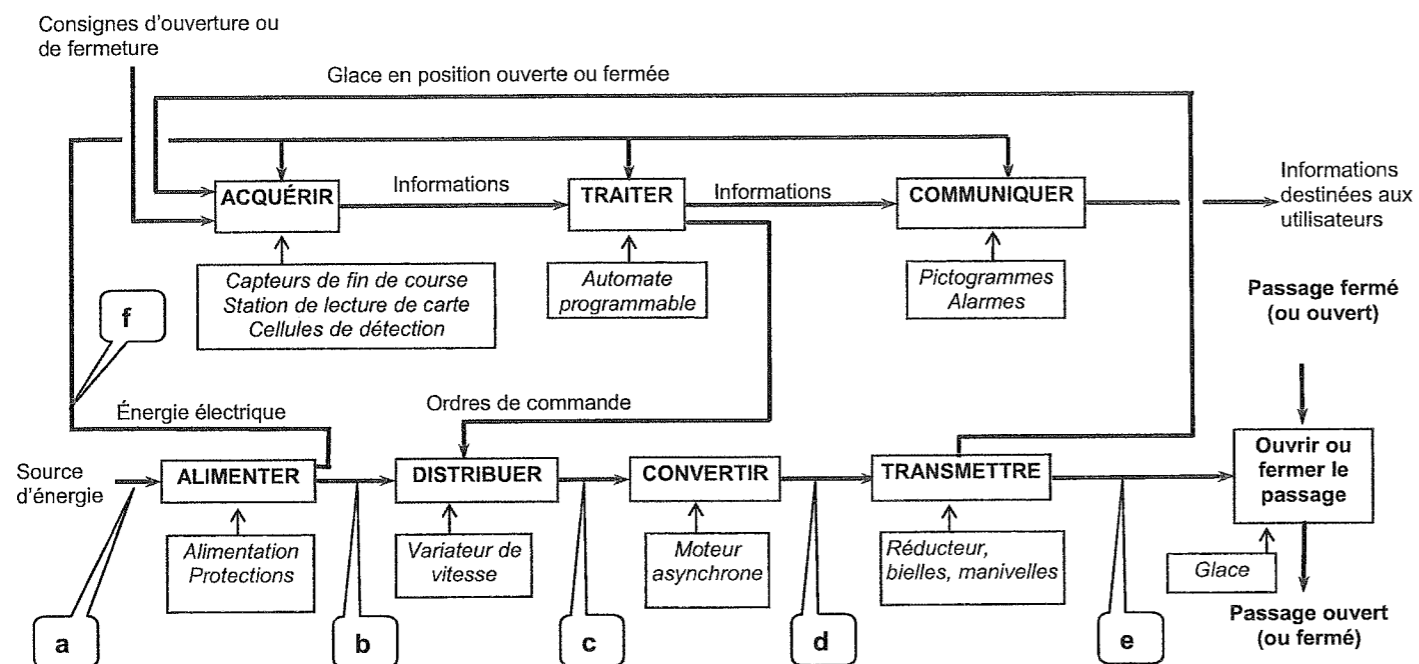 Consignes d'ouverture ou
de fermeture
Glace en position ouverte ou fermée
ACQUÉRIR
Informations
TRAITER
Informations
COMMUNIQUER
Informations
destinées aux
utilisateurs
Capteurs de fin de course
Station de lecture de carte
Cellules de détection
Automate
programmable
Pictogrammes
Alarmes
Passage fermé
(ou ouvert)
f
Énergie électrique
Ordres de commande
Source
d'énergie
ALIMENTER
DISTRIBUER
CONVERTIR
TRANSMETTRE
Ouvrir ou
fermer le
passage
Alimentation
Protections
Variateur de
vitesse
Moteur
asynchrone
Réducteur,
bielles, manivelles
Glace
Passage ouvert
(ou fermé)
a
b
c
d
e